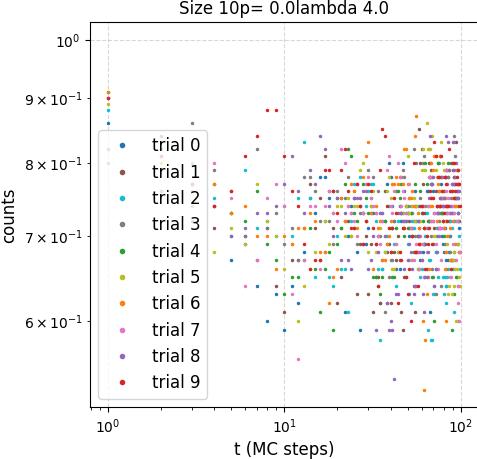 Size 10p= 0.0lambda 4.0
10⁰
9 × 10⁻¹
8 × 10⁻¹
7 × 10⁻¹
6 × 10⁻¹
counts
trial 0
trial 1
trial 2
trial 3
trial 4
trial 5
trial 6
trial 7
trial 8
trial 9
10⁰
10¹
10²
t (MC steps)